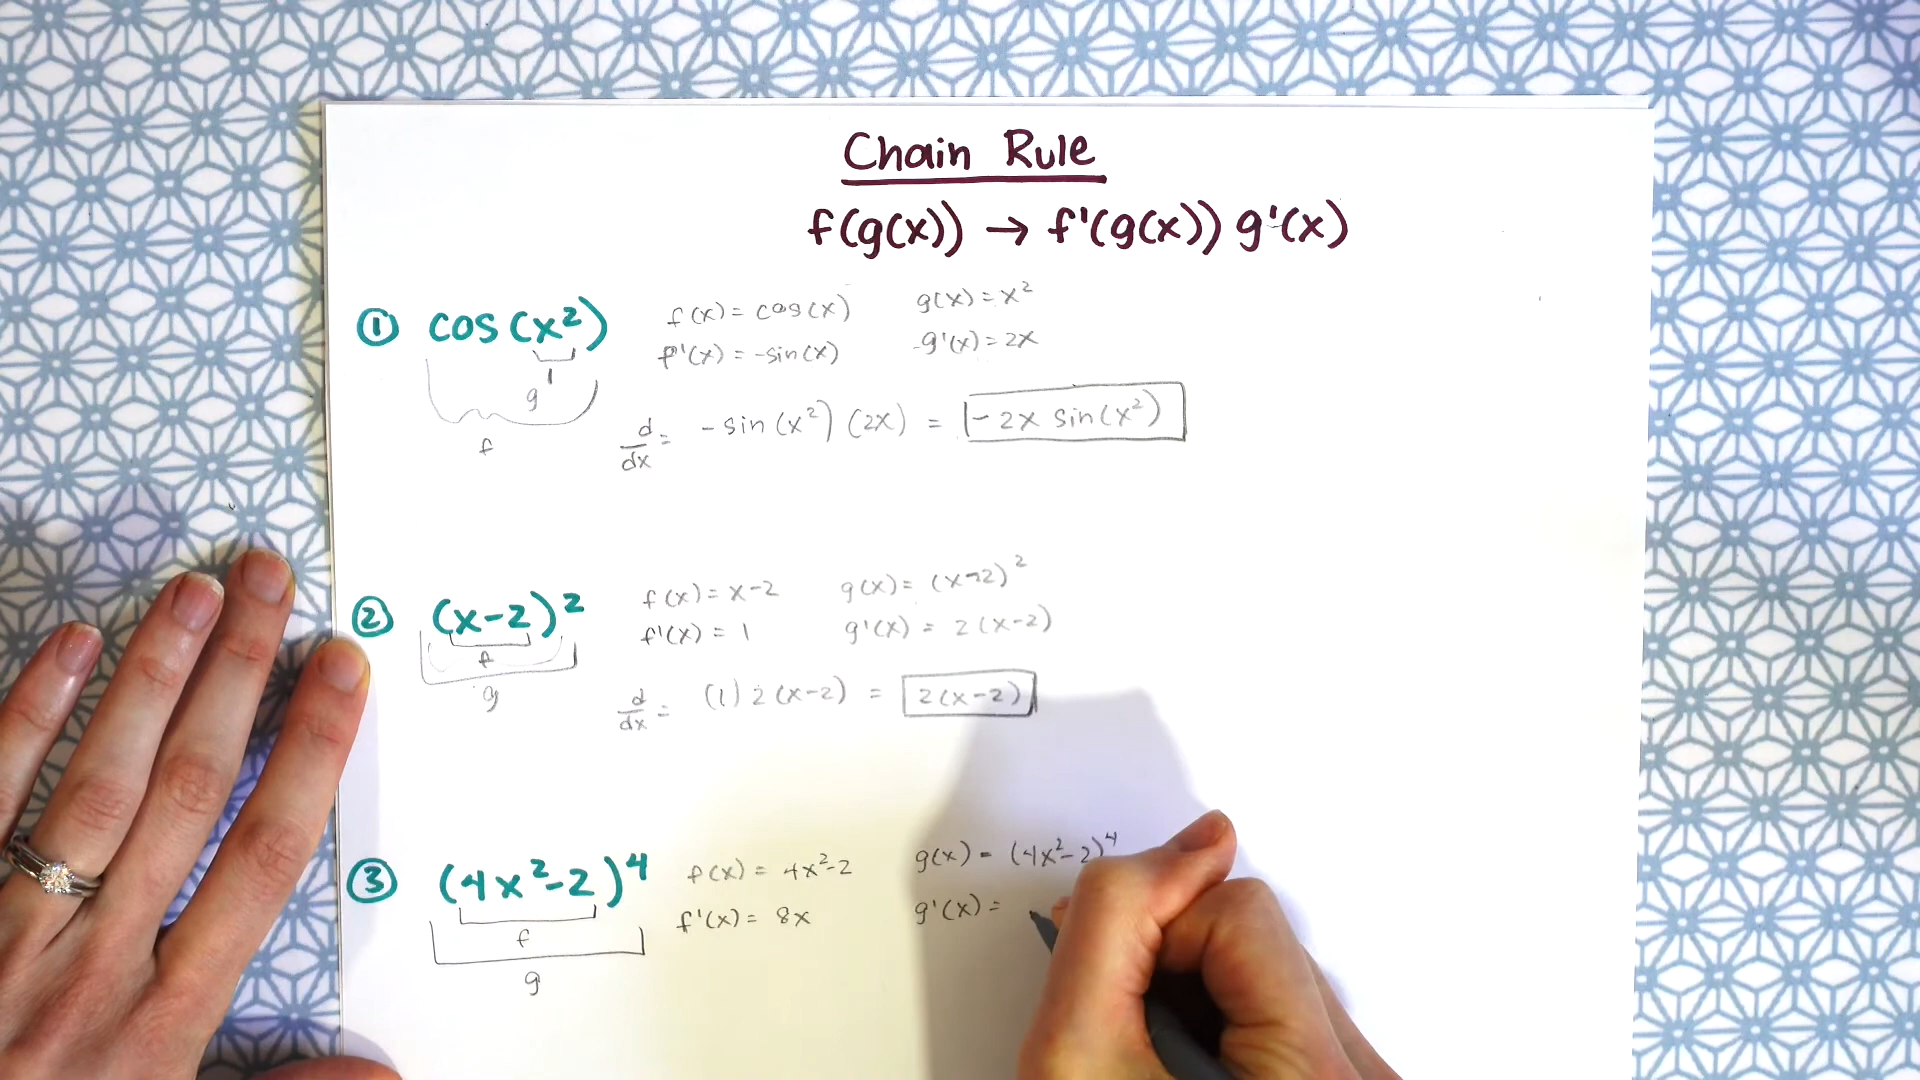 Chain Rule
f(g(x)) → f'(g(x)) g'(x)
① cos(x²)
g
f
f(x) = cos(x)
g(x) = x²
f'(x) = -sin(x)
g'(x) = 2x
d/dx = -sin(x²)(2x) = -2x sin(x²)
② (x-2)²
f
g
f(x) = x-2
g(x) = (x-2)²
f'(x) = 1
g'(x) = 2(x-2)
d/dx = (1)2(x-2) = 2(x-2)
③ (4x²-2)⁴
f
g
f(x) = 4x²-2
g(x) = (4x²-2)⁴
f'(x) = 8x
g'(x) =